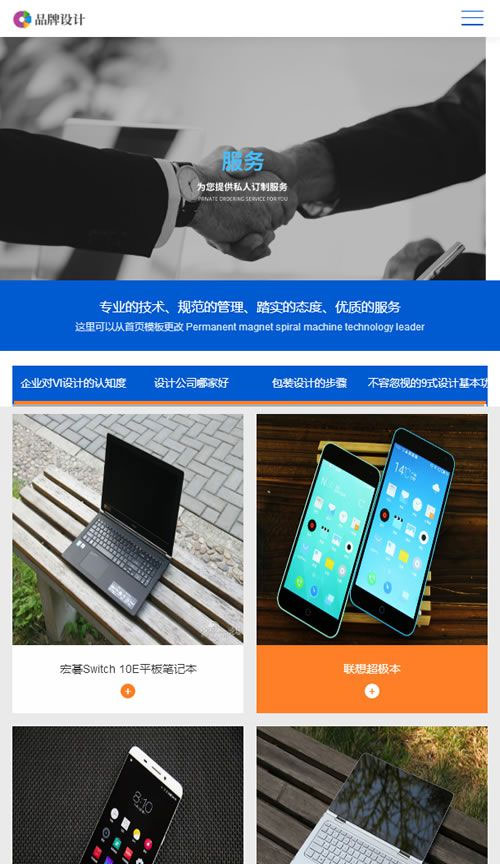 品牌设计
服务
为您提供私人订制服务
PRIVATE ORDERING SERVICE FOR YOU
专业的技术、规范的管理、踏实的态度、优质的服务
这里可以从首页模板更改 Permanent magnet spiral machine technology leader
企业对VI设计的认知度 设计公司哪家好 包装设计的步骤 不容忽视的9式设计基本功
宏碁Switch 10E平板笔记本
联想超极本
8:10